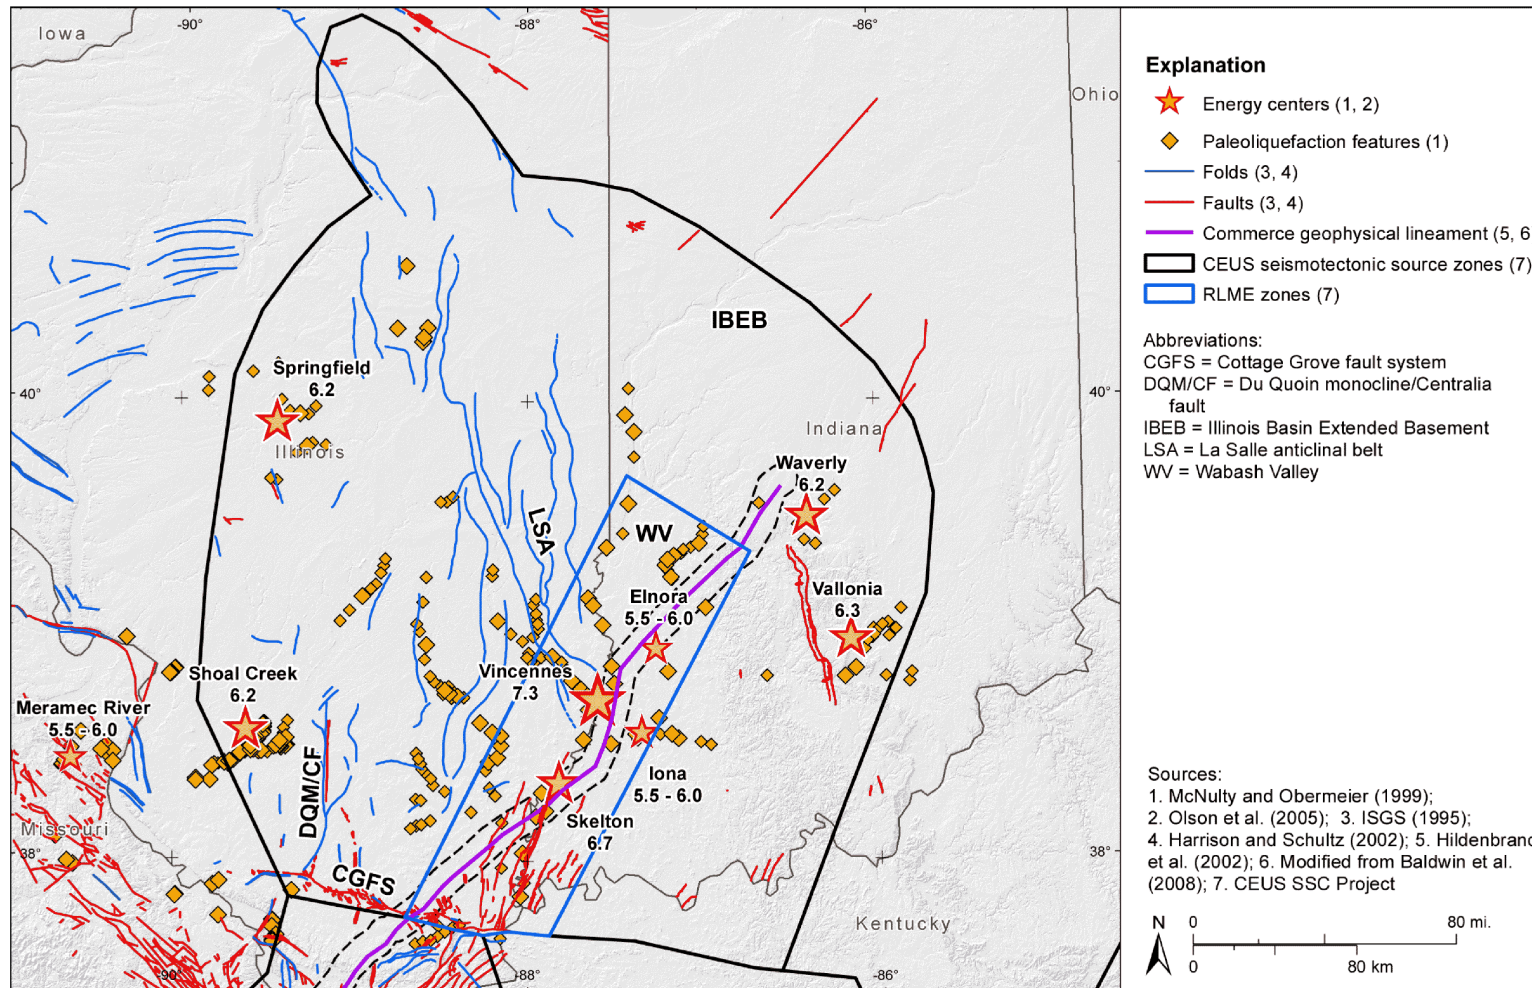 -90°
-88°
-86°
Iowa
Ohio
IBEB
Springfield
6.2
40°
40°
Illinois
Indiana
Waverly
6.2
LSA
WV
Elnora
5.5 - 6.0
Vallonia
6.3
Vincennes
7.3
Shoal Creek
6.2
Meramec River
5.5 - 6.0
Iona
5.5 - 6.0
DQM/CF
Skelton
6.7
Missouri
38°
38°
CGFS
Kentucky
-90°
-88°
-86°
Explanation
Energy centers (1, 2)
Paleoliquefaction features (1)
Folds (3, 4)
Faults (3, 4)
Commerce geophysical lineament (5, 6
CEUS seismotectonic source zones (7)
RLME zones (7)
Abbreviations:
CGFS = Cottage Grove fault system
DQM/CF = Du Quoin monocline/Centralia
fault
IBEB = Illinois Basin Extended Basement
LSA = La Salle anticlinal belt
WV = Wabash Valley
Sources:
1. McNulty and Obermeier (1999);
2. Olson et al. (2005); 3. ISGS (1995);
4. Harrison and Schultz (2002); 5. Hildenbrand
et al. (2002); 6. Modified from Baldwin et al.
(2008); 7. CEUS SSC Project
N
0
80 mi.
0
80 km